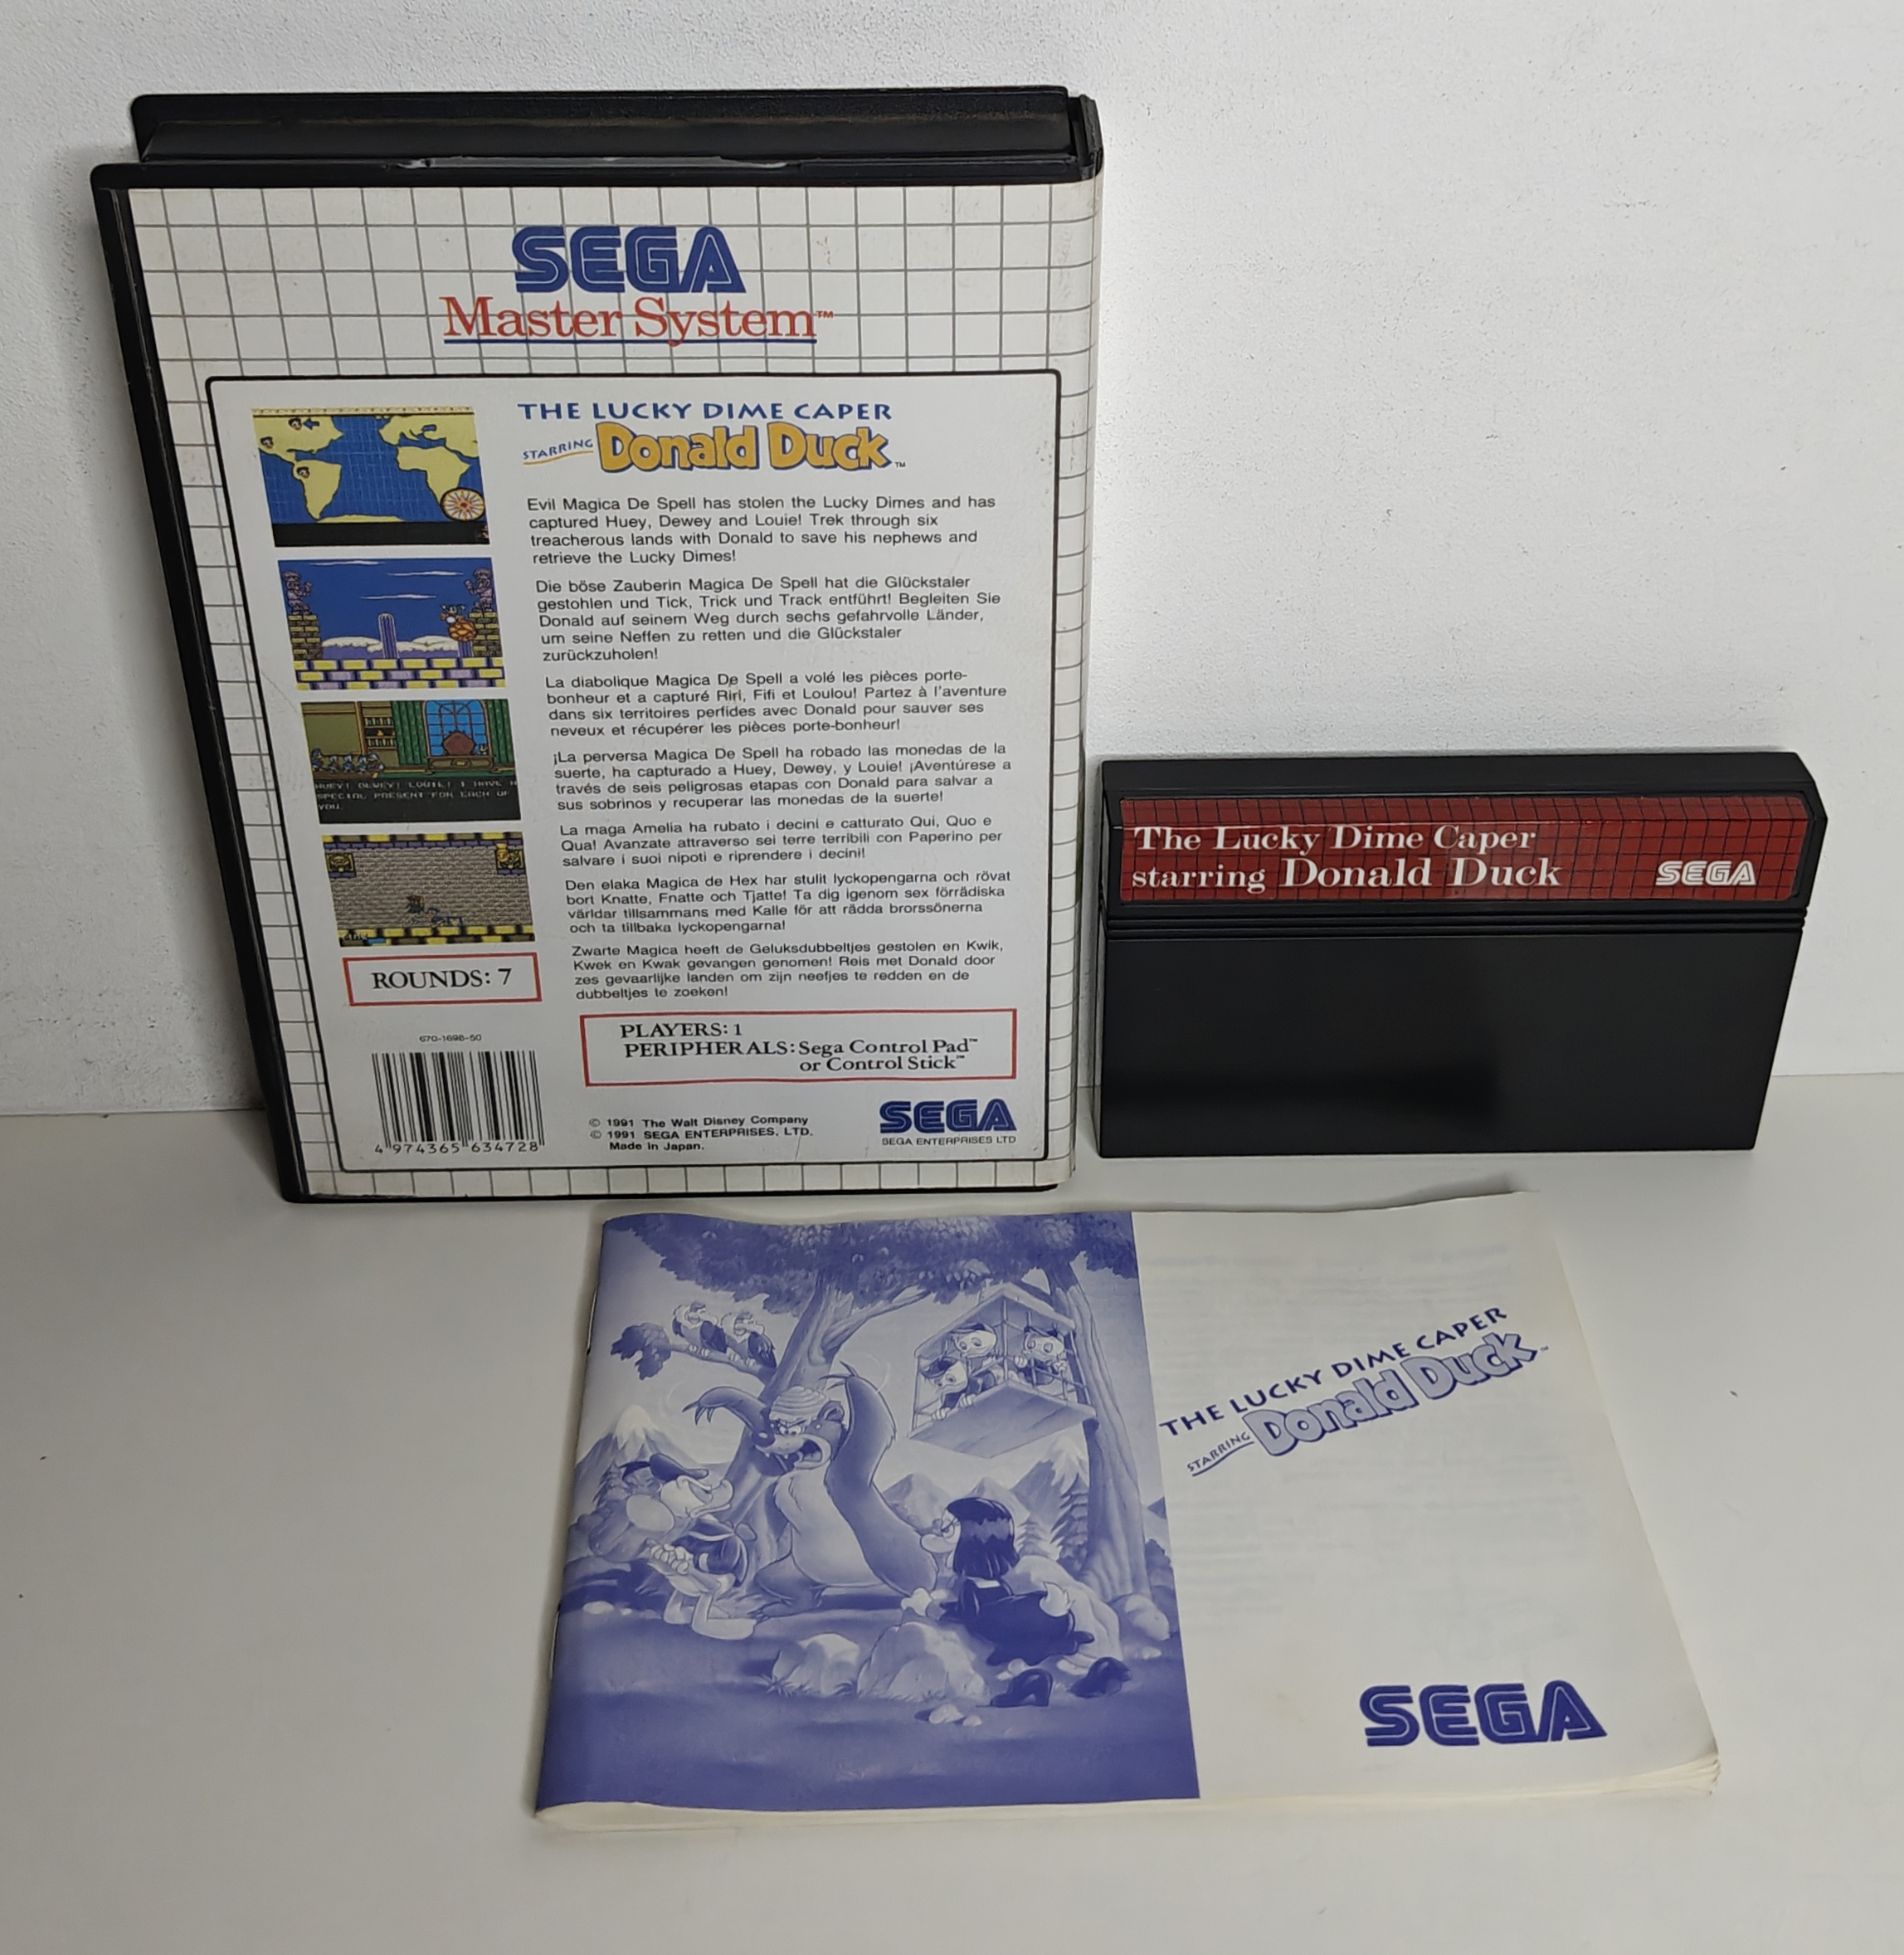 SEGA
Master System™
THE LUCKY DIME CAPER
STARRING Donald Duck™
Evil Magica De Spell has stolen the Lucky Dimes and has
captured Huey, Dewey and Louie! Trek through six
treacherous lands with Donald to save his nephews and
retrieve the Lucky Dimes!
Die böse Zauberin Magica De Spell hat die Glückstaler
gestohlen und Tick, Trick und Track entführt! Begleiten Sie
Donald auf seinem Weg durch sechs gefahrvolle Länder,
um seine Neffen zu retten und die Glückstaler
zurückzuholen!
La diabolique Magica De Spell a volé les pièces porte-
bonheur et a capturé Riri, Fifi et Loulou! Partez à l'aventure
dans six territoires perfides avec Donald pour sauver ses
neveux et récupérer les pièces porte-bonheur!
¡La perversa Magica De Spell ha robado las monedas de la
suerte, ha capturado a Huey, Dewey, y Louie! ¡Aventúrese a
través de seis peligrosas etapas con Donald para salvar a
sus sobrinos y recuperar las monedas de la suerte!
La maga Amelia ha rubato i decini e catturato Qui, Quo e
Qua! Avanzate attraverso sei terre terribili con Paperino per
salvare i suoi nipoti e riprendere i decini!
Den elaka Magica de Hex har stulit lyckopengarna och rövat
bort Knatte, Fnatte och Tjatte! Ta dig igenom sex förrädiska
världar tillsammans med Kalle för att rädda brorssönerna
och ta tillbaka lyckopengarna!
Zwarte Magica heeft de Geluksdubbeltjes gestolen en Kwik,
Kwek en Kwak gevangen genomen! Reis met Donald door
zes gevaarlijke landen om zijn neefjes te redden en de
dubbeltjes te zoeken!
HUEY! DEWEY! LOUIE! I HAVE A
SPECIAL PRESENT FOR EACH OF
YOU.
ROUNDS: 7
PLAYERS: 1
PERIPHERALS: Sega Control Pad™
or Control Stick™
670-1698-50
4 974365 634728
© 1991 The Walt Disney Company
© 1991 SEGA ENTERPRISES, LTD.
Made in Japan.
SEGA
SEGA ENTERPRISES LTD
The Lucky Dime Caper
starring Donald Duck SEGA
THE LUCKY DIME CAPER
STARRING Donald Duck™
SEGA